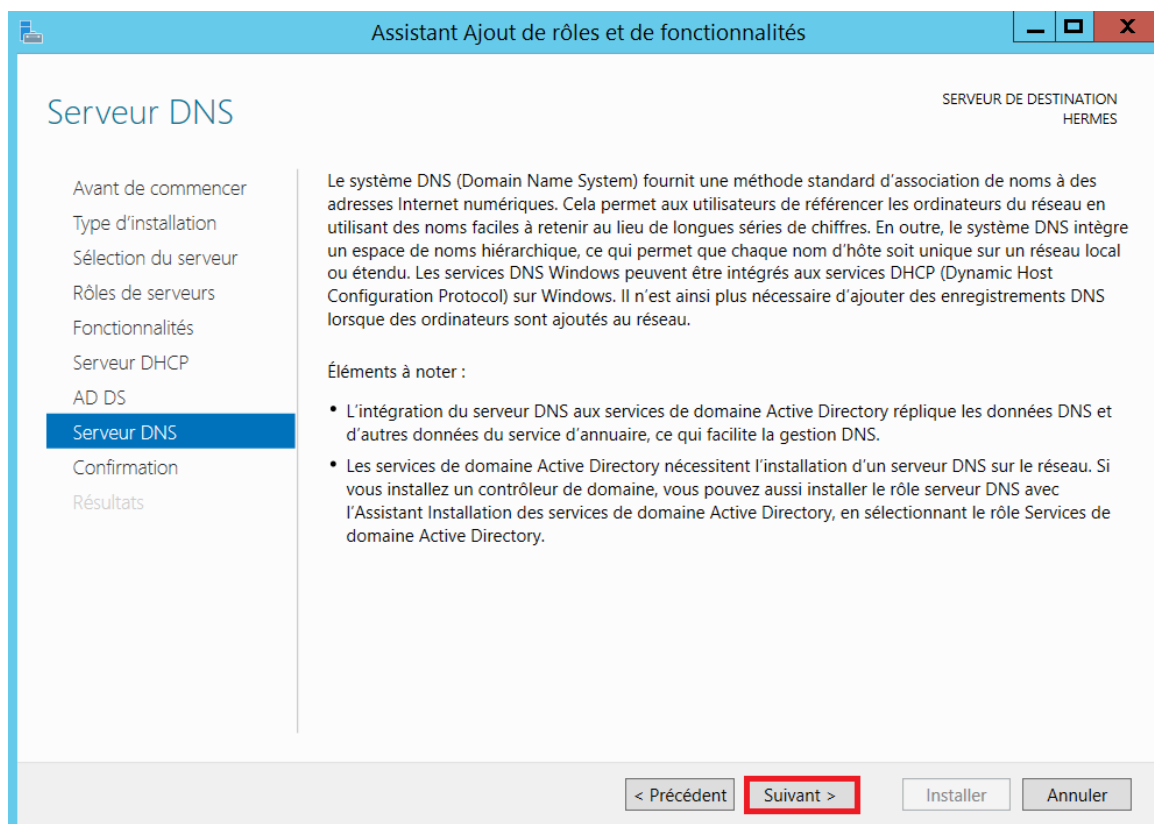 Assistant Ajout de rôles et de fonctionnalités
Serveur DNS
SERVEUR DE DESTINATION
HERMES
Avant de commencer
Type d'installation
Sélection du serveur
Rôles de serveurs
Fonctionnalités
Serveur DHCP
AD DS
Serveur DNS
Confirmation
Résultats
Le système DNS (Domain Name System) fournit une méthode standard d'association de noms à des
adresses Internet numériques. Cela permet aux utilisateurs de référencer les ordinateurs du réseau en
utilisant des noms faciles à retenir au lieu de longues séries de chiffres. En outre, le système DNS intègre
un espace de noms hiérarchique, ce qui permet que chaque nom d'hôte soit unique sur un réseau local
ou étendu. Les services DNS Windows peuvent être intégrés aux services DHCP (Dynamic Host
Configuration Protocol) sur Windows. Il n'est ainsi plus nécessaire d'ajouter des enregistrements DNS
lorsque des ordinateurs sont ajoutés au réseau.
Éléments à noter :
• L'intégration du serveur DNS aux services de domaine Active Directory réplique les données DNS et
d'autres données du service d'annuaire, ce qui facilite la gestion DNS.
• Les services de domaine Active Directory nécessitent l'installation d'un serveur DNS sur le réseau. Si
vous installez un contrôleur de domaine, vous pouvez aussi installer le rôle serveur DNS avec
l'Assistant Installation des services de domaine Active Directory, en sélectionnant le rôle Services de
domaine Active Directory.
< Précédent
Suivant >
Installer
Annuler